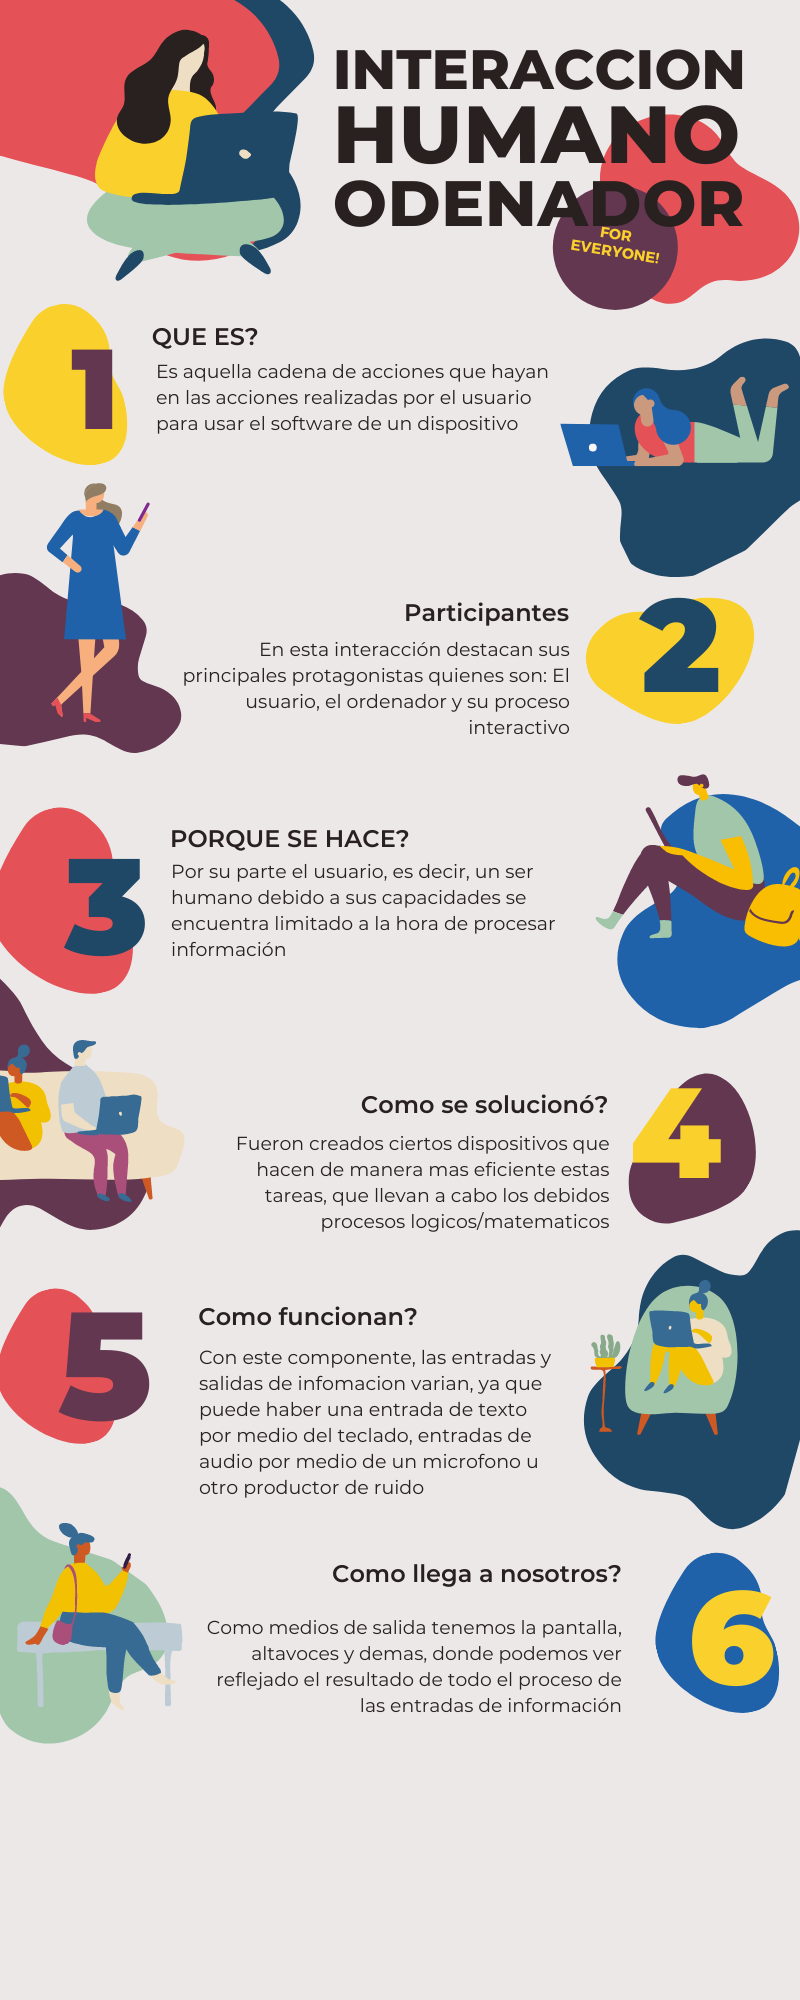 INTERACCION
HUMANO
ODENADOR
FOR
EVERYONE!
1
QUE ES?
Es aquella cadena de acciones que hayan
en las acciones realizadas por el usuario
para usar el software de un dispositivo
Participantes
2
En esta interacción destacan sus
principales protagonistas quienes son: El
usuario, el ordenador y su proceso
interactivo
3
PORQUE SE HACE?
Por su parte el usuario, es decir, un ser
humano debido a sus capacidades se
encuentra limitado a la hora de procesar
información
Como se solucionó?
4
Fueron creados ciertos dispositivos que
hacen de manera mas eficiente estas
tareas, que llevan a cabo los debidos
procesos logicos/matematicos
5
Como funcionan?
Con este componente, las entradas y
salidas de infomacion varian, ya que
puede haber una entrada de texto
por medio del teclado, entradas de
audio por medio de un microfono u
otro productor de ruido
Como llega a nosotros?
6
Como medios de salida tenemos la pantalla,
altavoces y demas, donde podemos ver
reflejado el resultado de todo el proceso de
las entradas de información